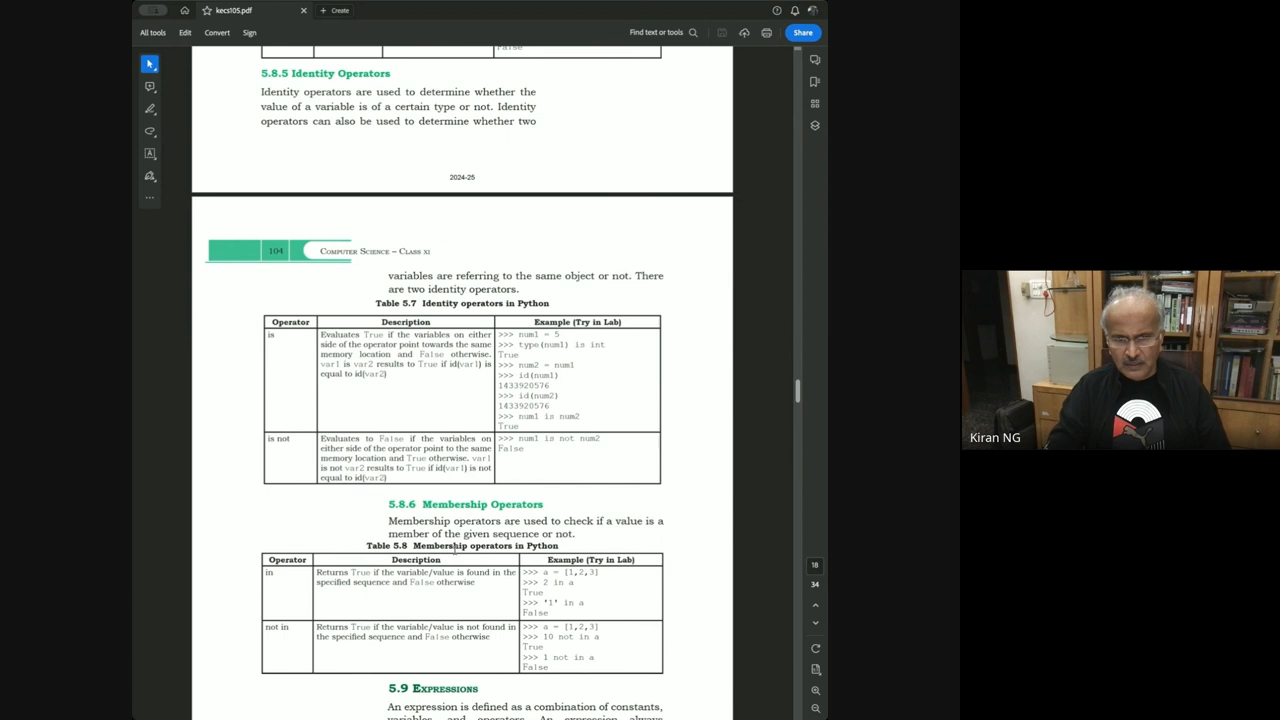 kecs105.pdf
Create
All tools
Edit
Convert
Sign
Find text or tools
Share
False
5.8.5 Identity Operators
Identity operators are used to determine whether the
value of a variable is of a certain type or not. Identity
operators can also be used to determine whether two
2024-25
104
Computer Science – Class xi
variables are referring to the same object or not. There
are two identity operators.
Table 5.7 Identity operators in Python
Operator
Description
Example (Try in Lab)
is
Evaluates True if the variables on either
side of the operator point towards the same
memory location and False otherwise.
var1 is var2 results to True if id(var1) is
equal to id(var2)
>>> num1 = 5
>>> type(num1) is int
True
>>> num2 = num1
>>> id(num1)
1433920576
>>> id(num2)
1433920576
>>> num1 is num2
True
is not
Evaluates to False if the variables on
either side of the operator point to the same
memory location and True otherwise. var1
is not var2 results to True if id(var1) is not
equal to id(var2)
>>> num1 is not num2
False
5.8.6 Membership Operators
Membership operators are used to check if a value is a
member of the given sequence or not.
Table 5.8 Membership operators in Python
Operator
Description
Example (Try in Lab)
in
Returns True if the variable/value is found in the
specified sequence and False otherwise
>>> a = [1,2,3]
>>> 2 in a
True
>>> '1' in a
False
not in
Returns True if the variable/value is not found in
the specified sequence and False otherwise
>>> a = [1,2,3]
>>> 10 not in a
True
>>> 1 not in a
False
5.9 Expressions
An expression is defined as a combination of constants,
variables, and operators. An expression always
18
34
Kiran NG